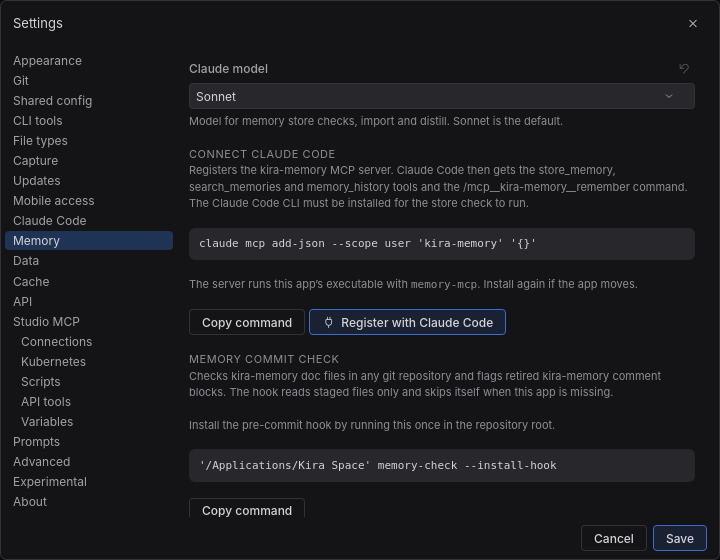 Settings
Appearance
Git
Shared config
CLI tools
File types
Capture
Updates
Mobile access
Claude Code
Memory
Data
Cache
API
Studio MCP
Connections
Kubernetes
Scripts
API tools
Variables
Prompts
Advanced
Experimental
About
Claude model
Sonnet
Model for memory store checks, import and distill. Sonnet is the default.
CONNECT CLAUDE CODE
Registers the kira-memory MCP server. Claude Code then gets the store_memory,
search_memories and memory_history tools and the /mcp__kira-memory__remember command.
The Claude Code CLI must be installed for the store check to run.
claude mcp add-json --scope user 'kira-memory' '{}'
The server runs this app's executable with memory-mcp. Install again if the app moves.
Copy command
Register with Claude Code
MEMORY COMMIT CHECK
Checks kira-memory doc files in any git repository and flags retired kira-memory comment
blocks. The hook reads staged files only and skips itself when this app is missing.
Install the pre-commit hook by running this once in the repository root.
'/Applications/Kira Space' memory-check --install-hook
Copy command
Cancel
Save